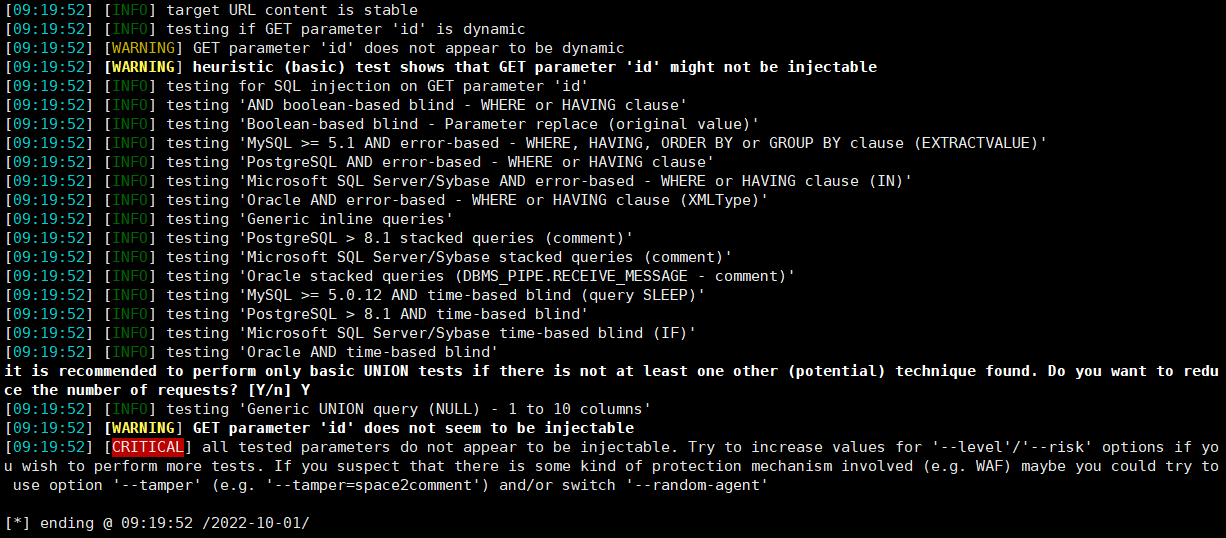 [09:19:52] [INFO] target URL content is stable
[09:19:52] [INFO] testing if GET parameter 'id' is dynamic
[09:19:52] [WARNING] GET parameter 'id' does not appear to be dynamic
[09:19:52] [WARNING] heuristic (basic) test shows that GET parameter 'id' might not be injectable
[09:19:52] [INFO] testing for SQL injection on GET parameter 'id'
[09:19:52] [INFO] testing 'AND boolean-based blind - WHERE or HAVING clause'
[09:19:52] [INFO] testing 'Boolean-based blind - Parameter replace (original value)'
[09:19:52] [INFO] testing 'MySQL >= 5.1 AND error-based - WHERE, HAVING, ORDER BY or GROUP BY clause (EXTRACTVALUE)'
[09:19:52] [INFO] testing 'PostgreSQL AND error-based - WHERE or HAVING clause'
[09:19:52] [INFO] testing 'Microsoft SQL Server/Sybase AND error-based - WHERE or HAVING clause (IN)'
[09:19:52] [INFO] testing 'Oracle AND error-based - WHERE or HAVING clause (XMLType)'
[09:19:52] [INFO] testing 'Generic inline queries'
[09:19:52] [INFO] testing 'PostgreSQL > 8.1 stacked queries (comment)'
[09:19:52] [INFO] testing 'Microsoft SQL Server/Sybase stacked queries (comment)'
[09:19:52] [INFO] testing 'Oracle stacked queries (DBMS_PIPE.RECEIVE_MESSAGE - comment)'
[09:19:52] [INFO] testing 'MySQL >= 5.0.12 AND time-based blind (query SLEEP)'
[09:19:52] [INFO] testing 'PostgreSQL > 8.1 AND time-based blind'
[09:19:52] [INFO] testing 'Microsoft SQL Server/Sybase time-based blind (IF)'
[09:19:52] [INFO] testing 'Oracle AND time-based blind'
it is recommended to perform only basic UNION tests if there is not at least one other (potential) technique found. Do you want to redu
ce the number of requests? [Y/n] Y
[09:19:52] [INFO] testing 'Generic UNION query (NULL) - 1 to 10 columns'
[09:19:52] [WARNING] GET parameter 'id' does not seem to be injectable
[09:19:52] [CRITICAL] all tested parameters do not appear to be injectable. Try to increase values for '--level'/'--risk' options if yo
u wish to perform more tests. If you suspect that there is some kind of protection mechanism involved (e.g. WAF) maybe you could try to
 use option '--tamper' (e.g. '--tamper=space2comment') and/or switch '--random-agent'
[*] ending @ 09:19:52 /2022-10-01/